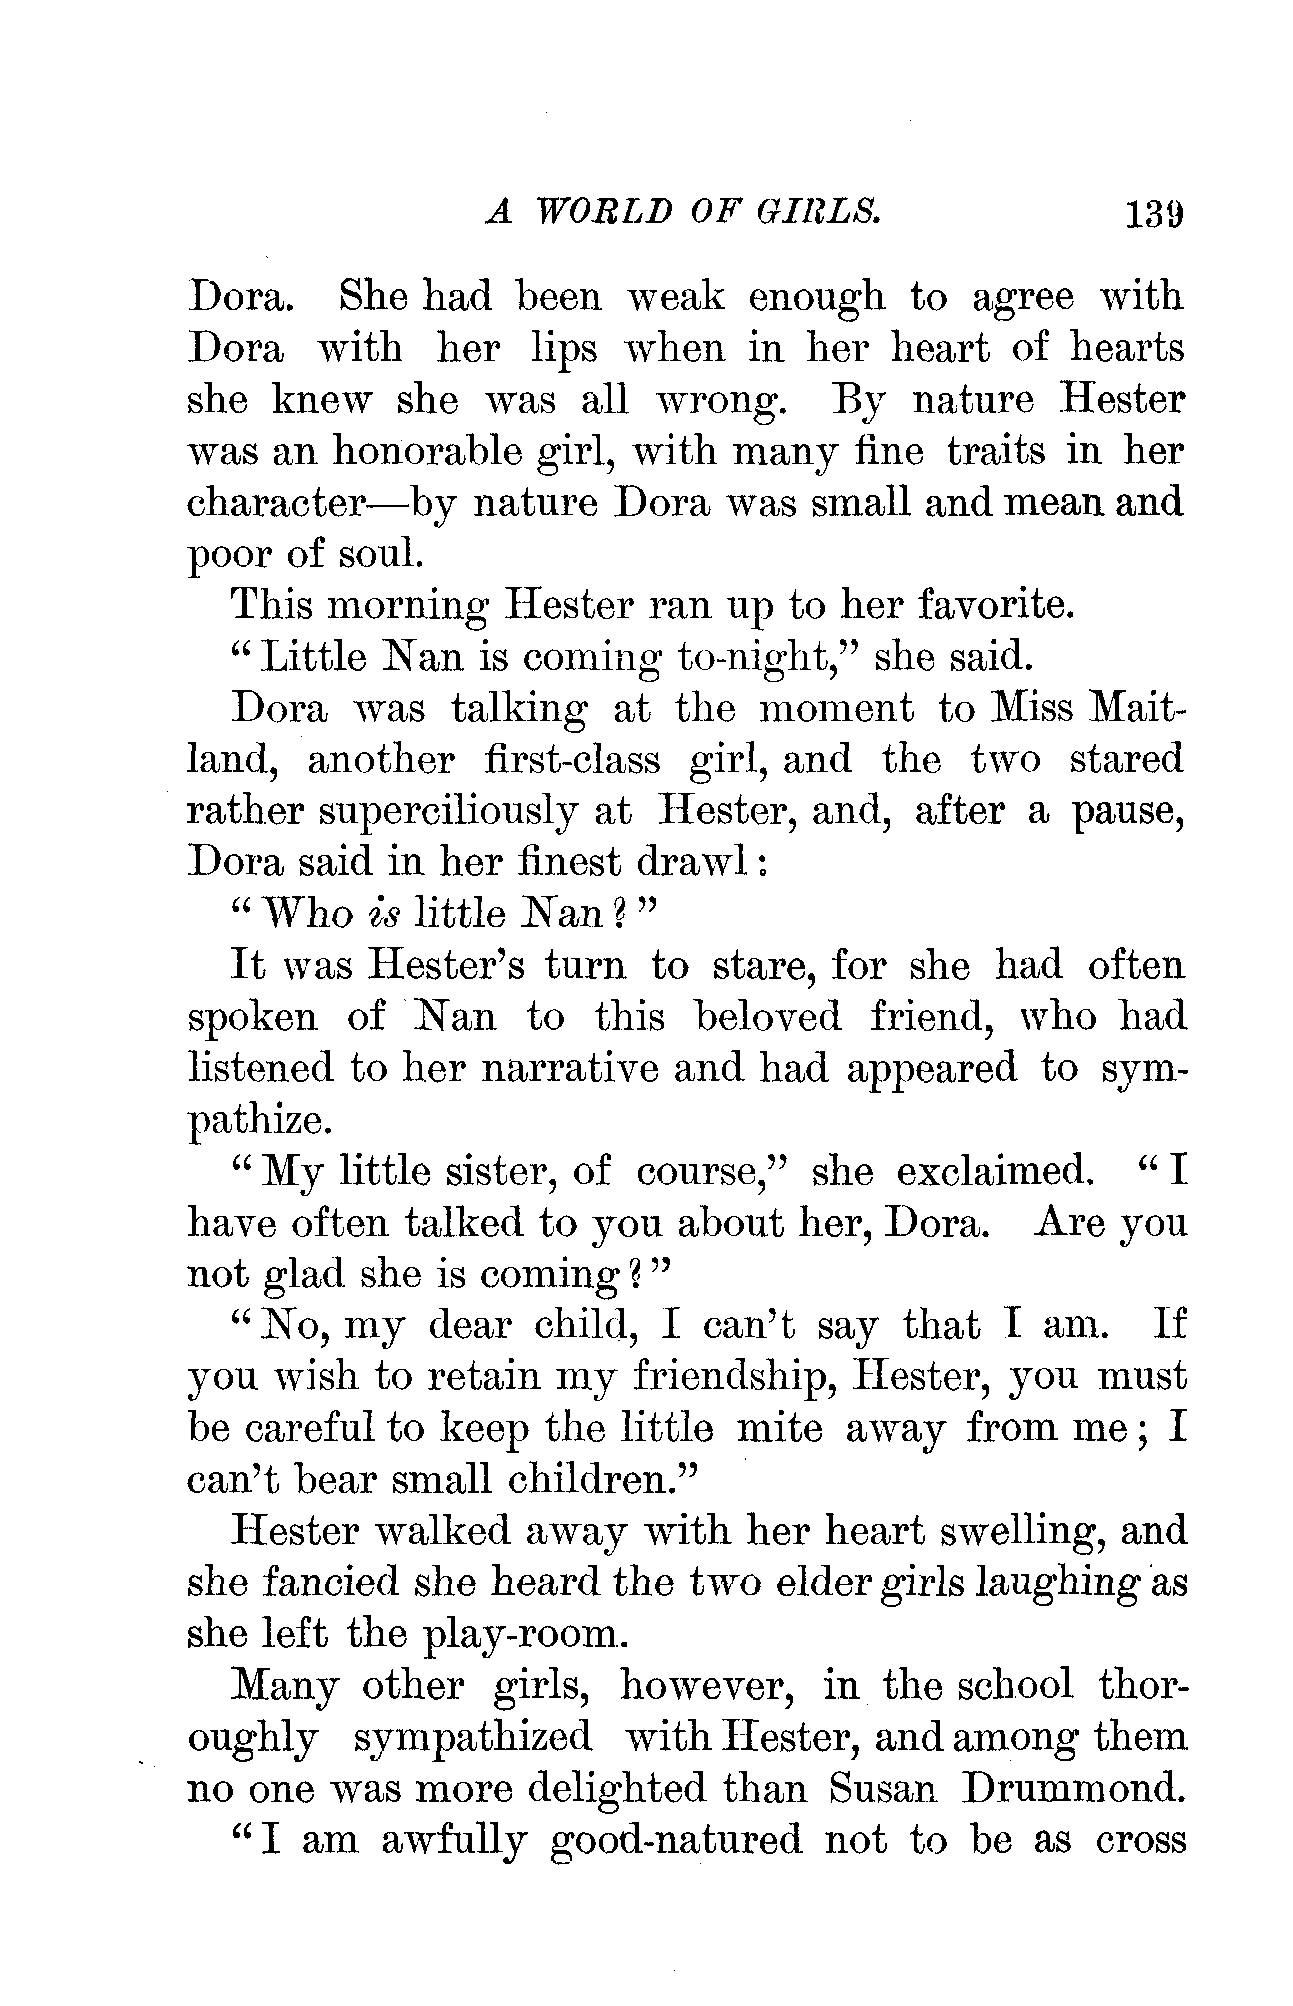 A WORLD OF GIRLS. 139
Dora. She had been weak enough to agree with
Dora with her lips when in her heart of hearts
she knew she was all wrong. By nature Hester
was an honorable girl, with many fine traits in her
character—by nature Dora was small and mean and
poor of soul.
This morning Hester ran up to her favorite.
“Little Nan is coming to-night,” she said.
Dora was talking at the moment to Miss Mait-
land, another first-class girl, and the two stared
rather superciliously at Hester, and, after a pause,
Dora said in her finest drawl:
“Who is little Nan?”
It was Hester’s turn to stare, for she had often
spoken of Nan to this beloved friend, who had
listened to her narrative and had appeared to sym-
pathize.
“My little sister, of course,” she exclaimed. “I
have often talked to you about her, Dora. Are you
not glad she is coming?”
“No, my dear child, I can’t say that I am. If
you wish to retain my friendship, Hester, you must
be careful to keep the little mite away from me; I
can’t bear small children.”
Hester walked away with her heart swelling, and
she fancied she heard the two elder girls laughing as
she left the play-room.
Many other girls, however, in the school thor-
oughly sympathized with Hester, and among them
no one was more delighted than Susan Drummond.
“I am awfully good-natured not to be as cross